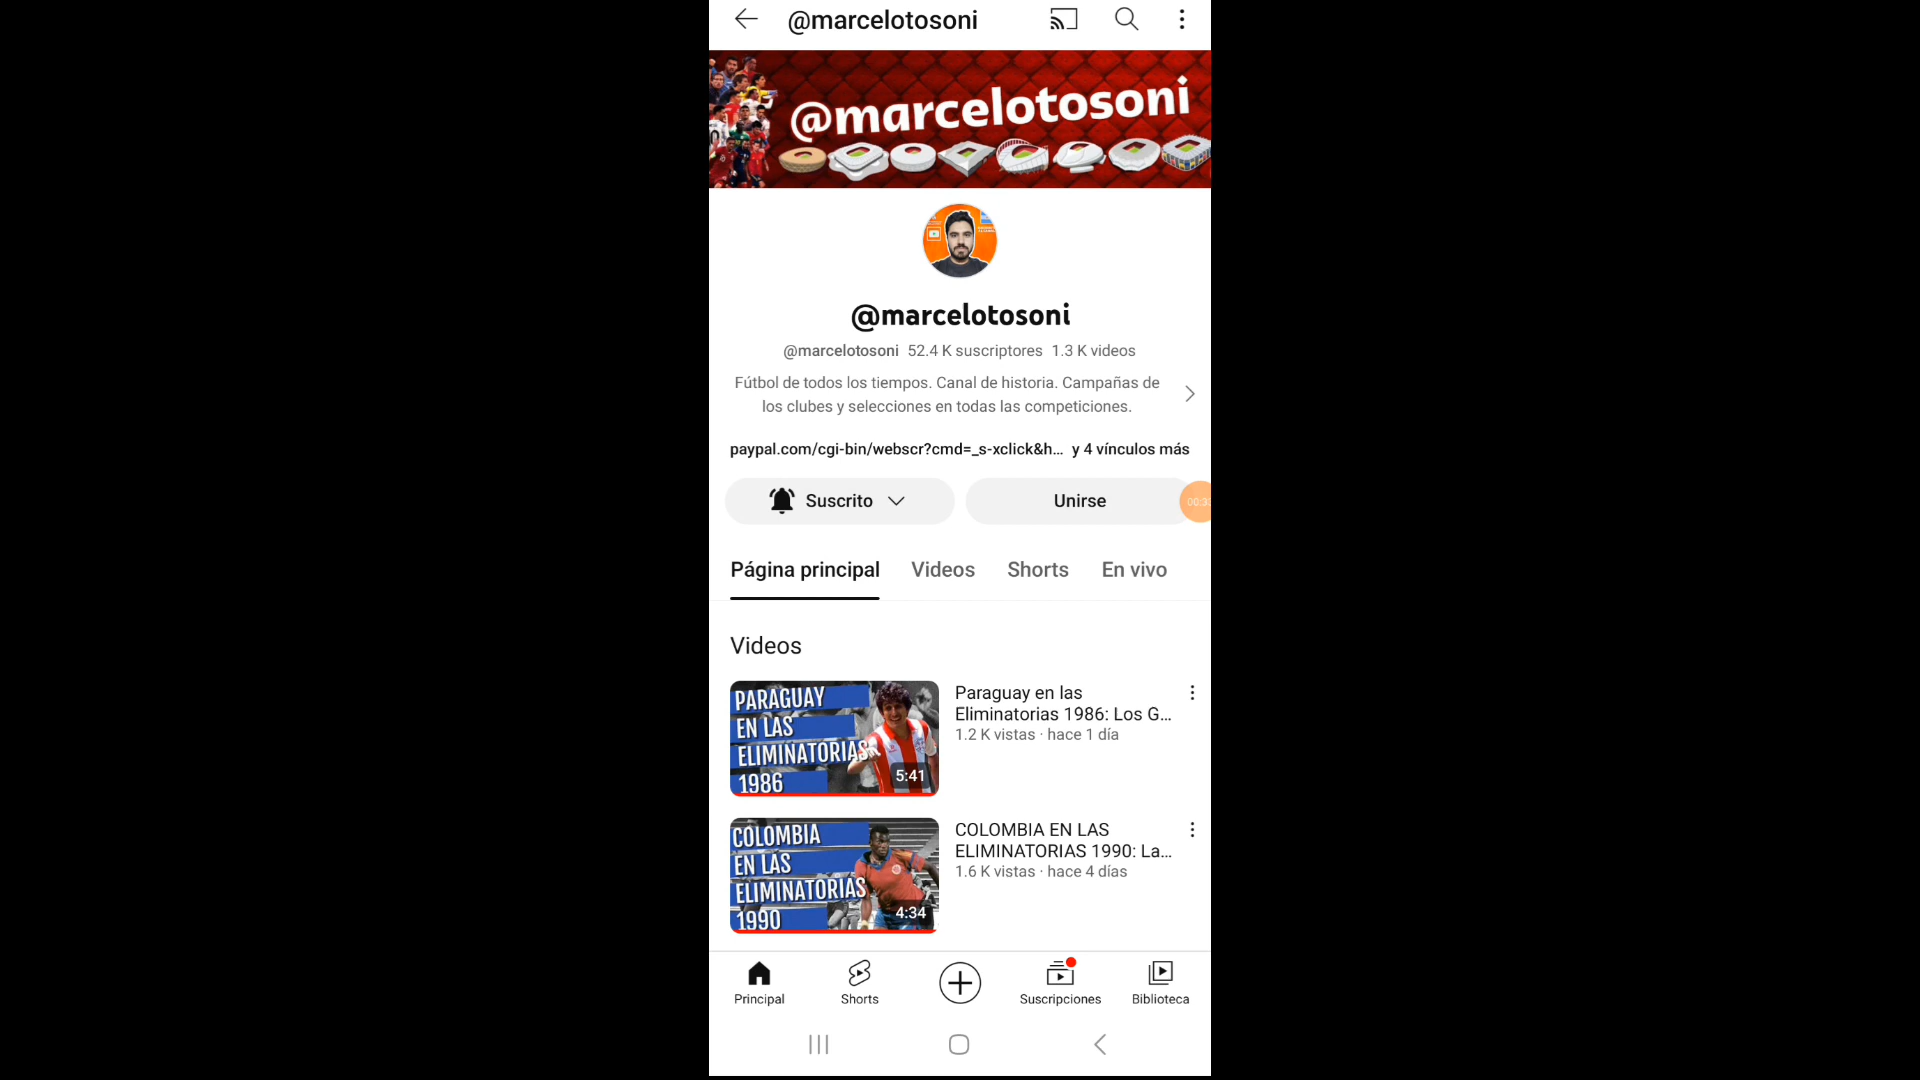 @marcelotosoni
@marcelotosoni
@marcelotosoni
@marcelotosoni 52.4 K suscriptores 1.3 K videos
Fútbol de todos los tiempos. Canal de historia. Campañas de
los clubes y selecciones en todas las competiciones.
paypal.com/cgi-bin/webscr?cmd=_s-xclick&h... y 4 vínculos más
Suscrito
Unirse
Página principal
Videos
Shorts
En vivo
Videos
PARAGUAY
EN LAS
ELIMINATORIAS
1986
5:41
Paraguay en las
Eliminatorias 1986: Los G...
1.2 K vistas · hace 1 día
COLOMBIA
EN LAS
ELIMINATORIAS
1990
4:34
COLOMBIA EN LAS
ELIMINATORIAS 1990: La...
1.6 K vistas · hace 4 días
Principal
Shorts
Suscripciones
Biblioteca